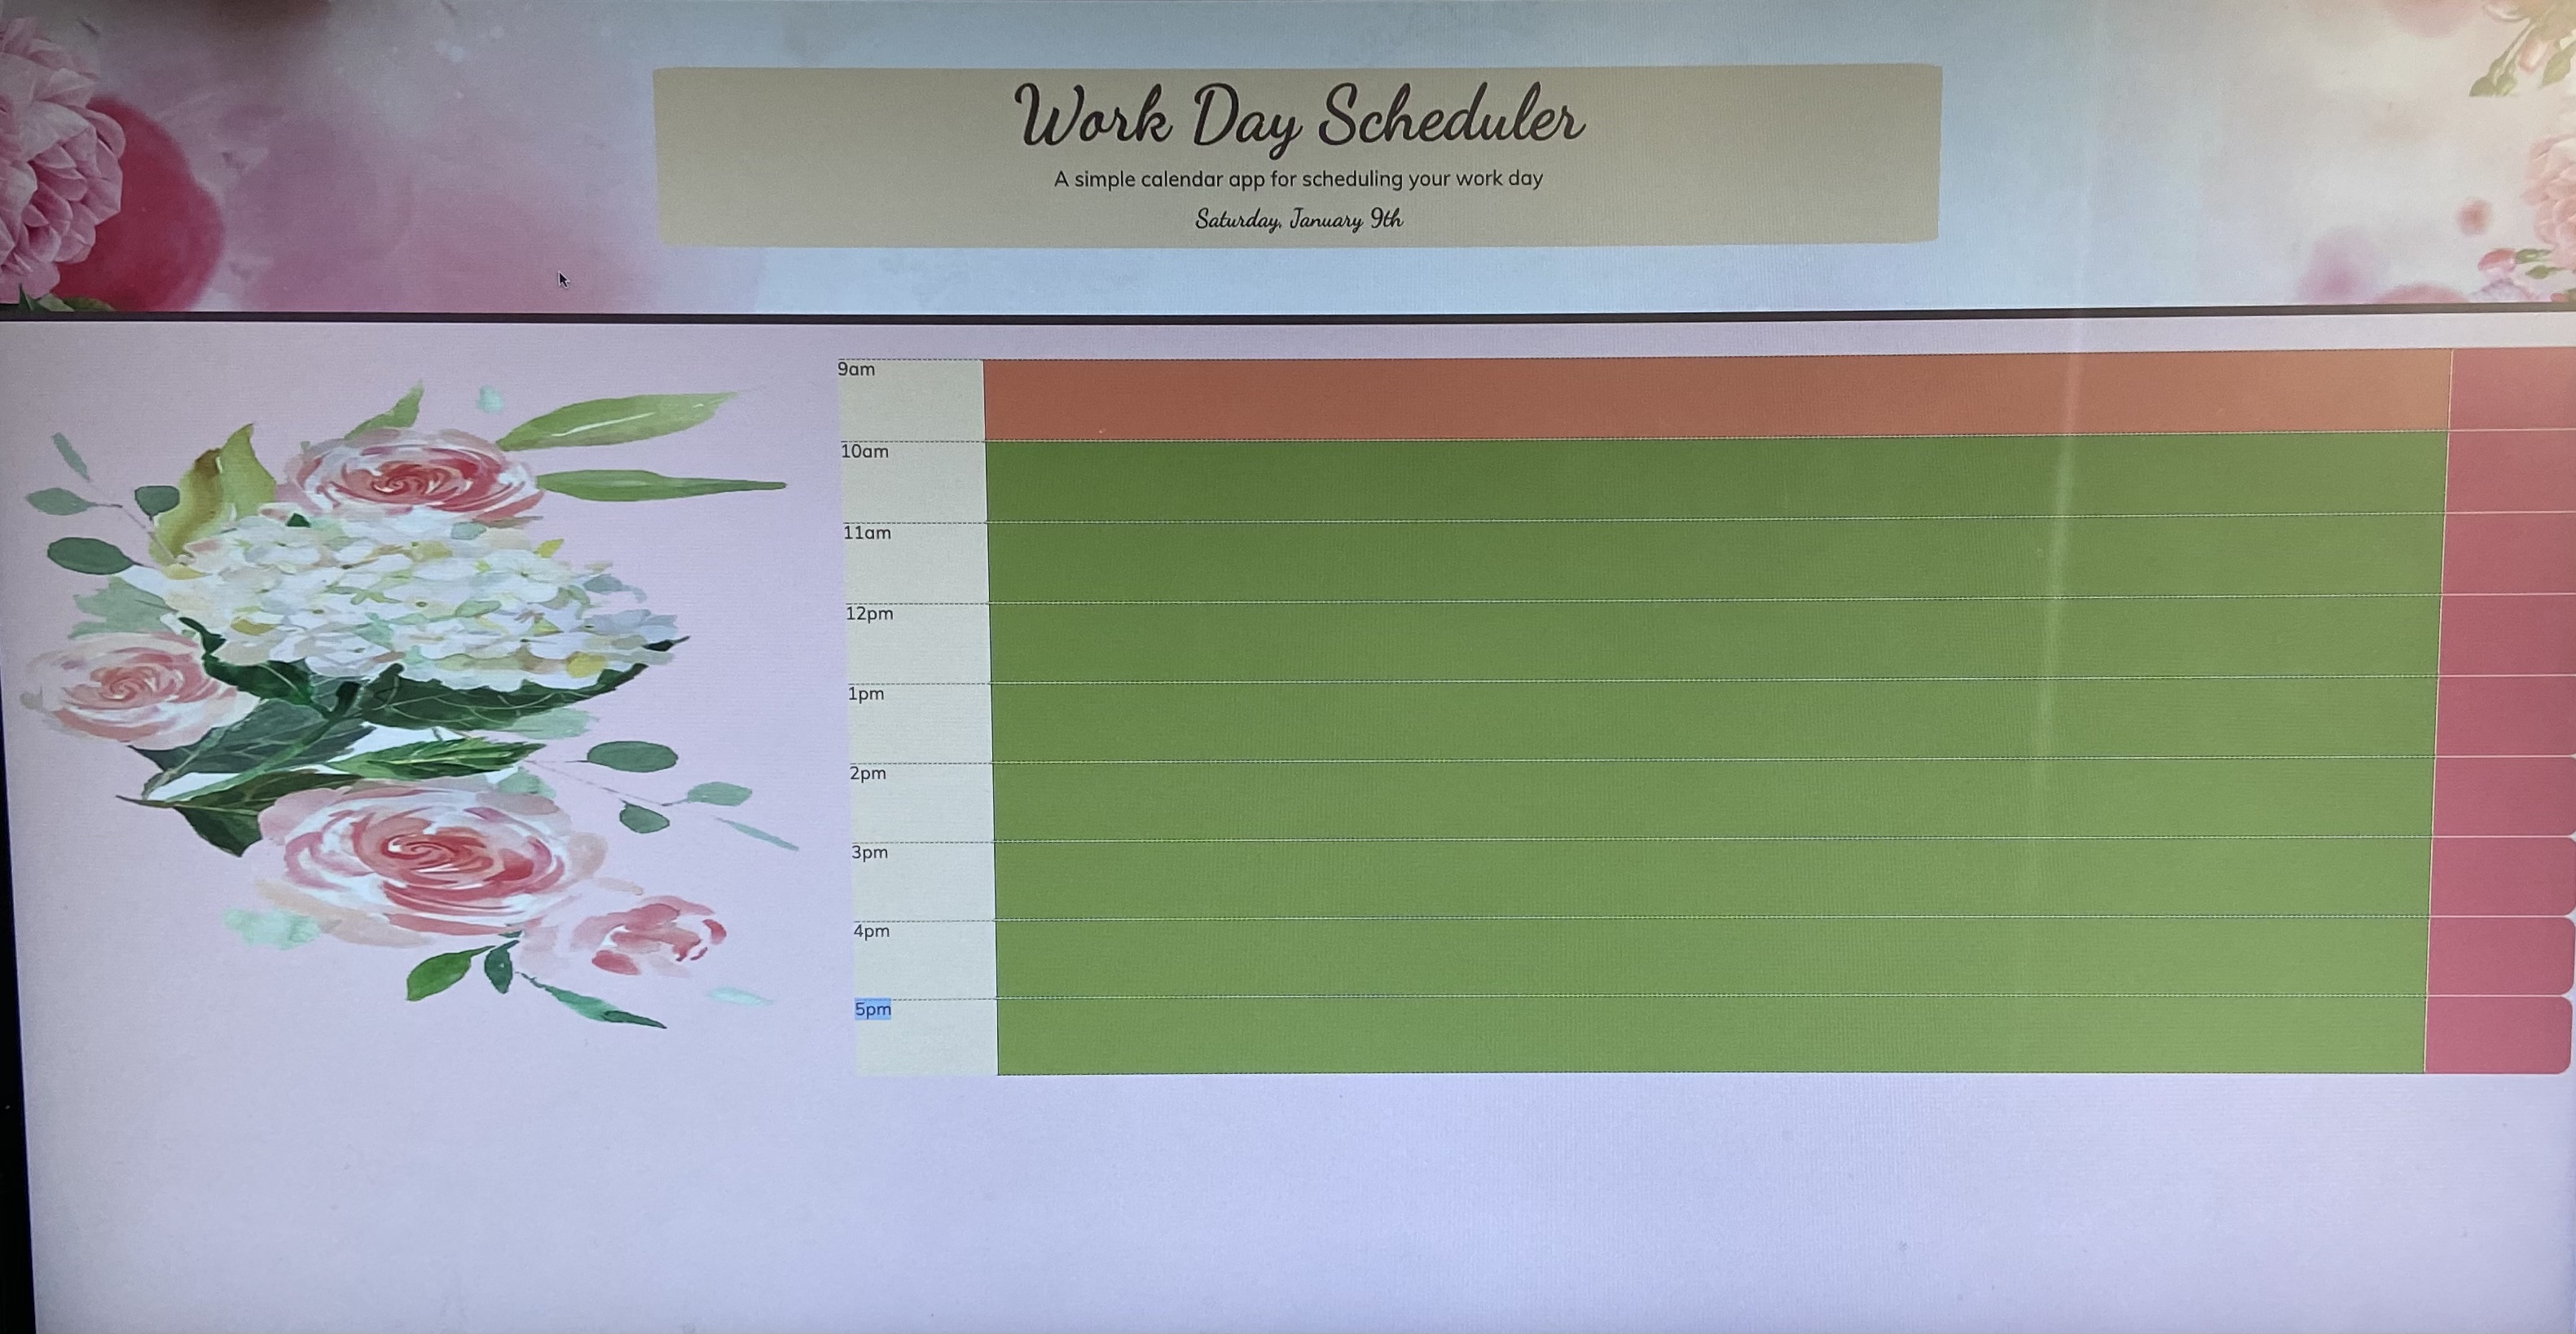 Work Day Scheduler
A simple calendar app for scheduling your work day
Saturday, January 9th
9am
10am
11am
12pm
1pm
2pm
3pm
4pm
5pm